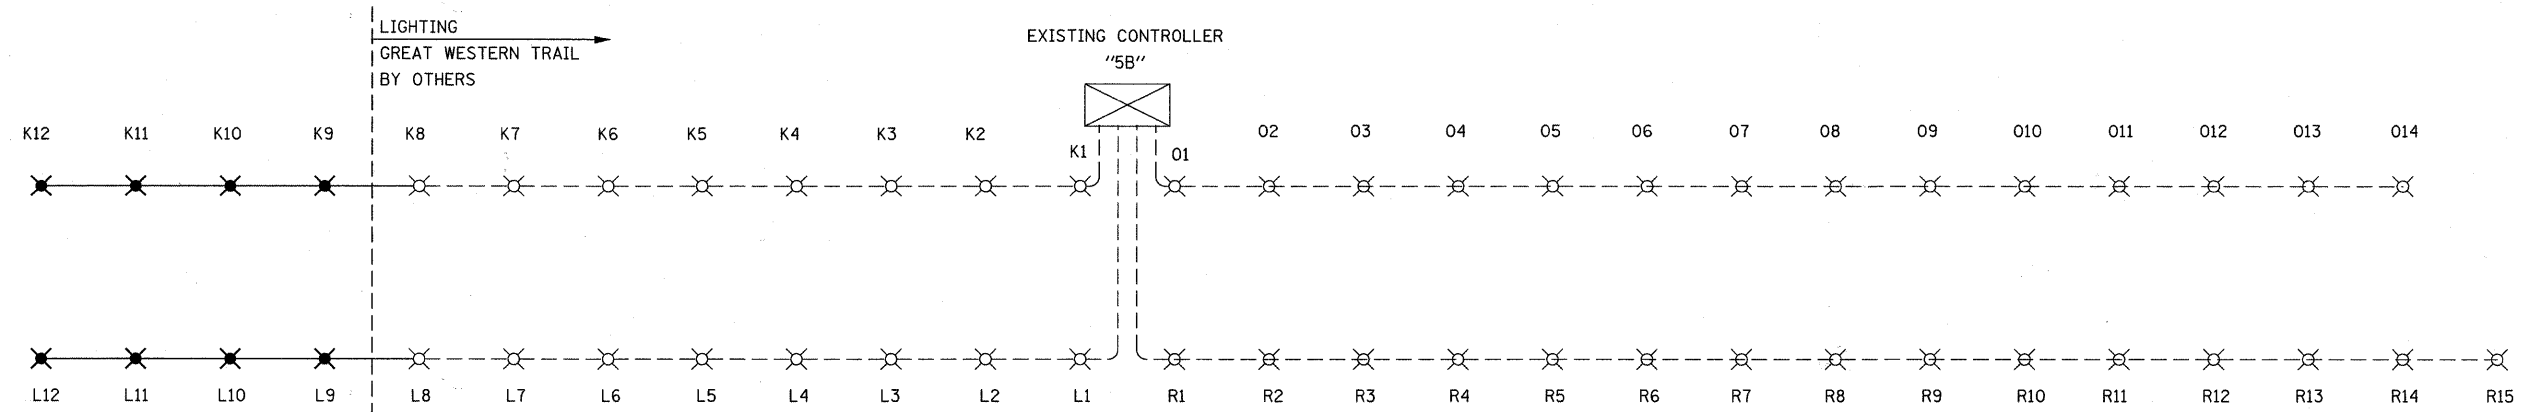 LIGHTING
GREAT WESTERN TRAIL
BY OTHERS
EXISTING CONTROLLER
"5B"
K12 K11 K10 K9 K8 K7 K6 K5 K4 K3 K2 K1 O1 O2 O3 O4 O5 O6 O7 O8 O9 O10 O11 O12 O13 O14
L12 L11 L10 L9 L8 L7 L6 L5 L4 L3 L2 L1 R1 R2 R3 R4 R5 R6 R7 R8 R9 R10 R11 R12 R13 R14 R15